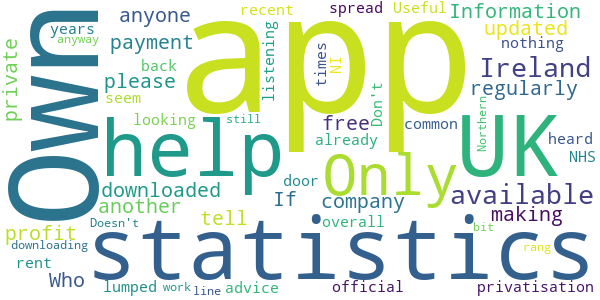 recent spread Useful
years anyone Information
anyway app updated
payment listening times NI nothing
back Ireland
private please regularly
Own seem Don't
free common Northern UK heard
looking still
help already NHS
Only
downloaded door available
another If company making
tell
profit Doesn't statistics overall bit
downloading rang
rent Who
lumped work line advice official privatisation